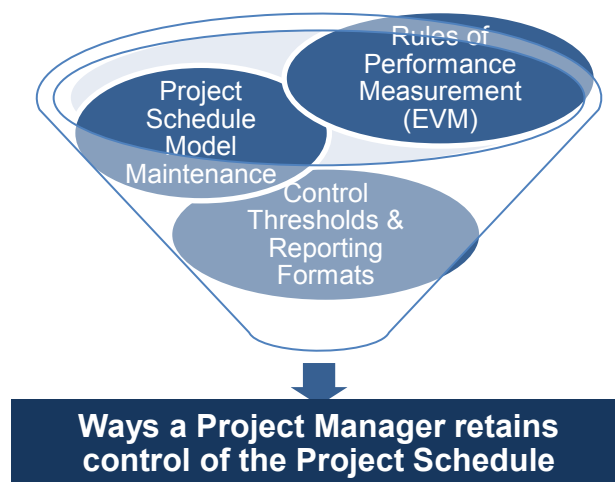 Rules of
Performance
Measurement
(EVM)
Project
Schedule
Model
Maintenance
Control
Thresholds &
Reporting
Formats
Ways a Project Manager retains
control of the Project Schedule